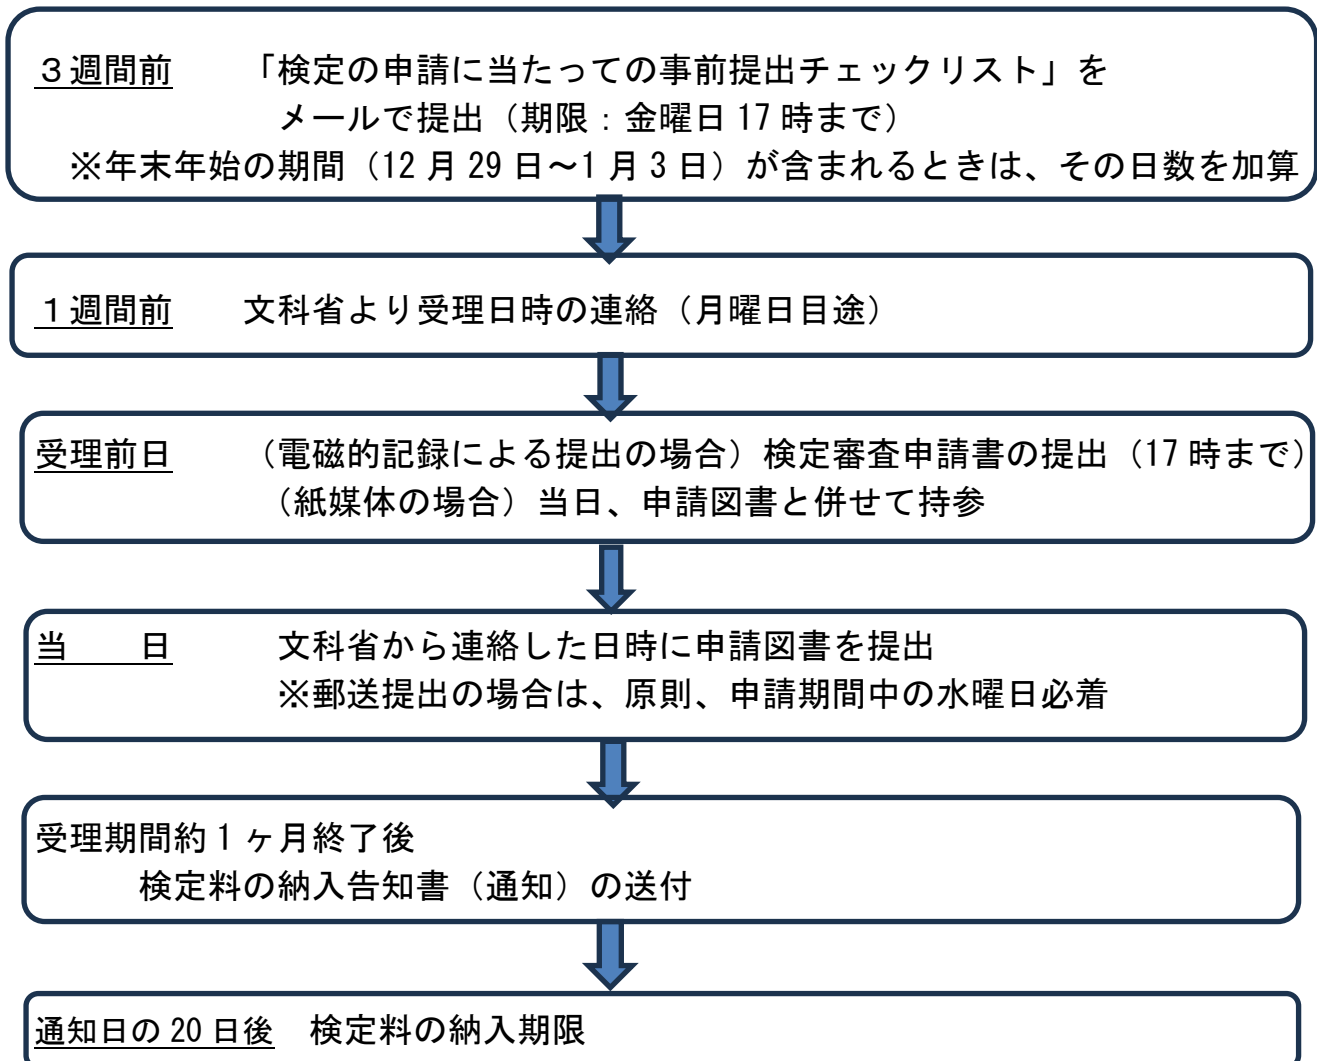 ３週間前　「検定の申請に当たっての事前提出チェックリスト」を
メールで提出（期限：金曜日 17 時まで）
※年末年始の期間（12 月 29 日～1 月 3 日）が含まれるときは、その日数を加算
１週間前　文科省より受理日時の連絡（月曜日目途）
受理前日　（電磁的記録による提出の場合）検定審査申請書の提出（17 時まで）
（紙媒体の場合）当日、申請図書と併せて持参
当　　日　文科省から連絡した日時に申請図書を提出
※郵送提出の場合は、原則、申請期間中の水曜日必着
受理期間約 1 ヶ月終了後
検定料の納入告知書（通知）の送付
通知日の 20 日後　検定料の納入期限